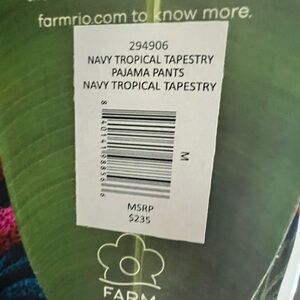 farmrio.com to know more.
294906
NAVY TROPICAL TAPESTRY
PAJAMA PANTS
NAVY TROPICAL TAPESTRY
M
MSRP
$235
FARM